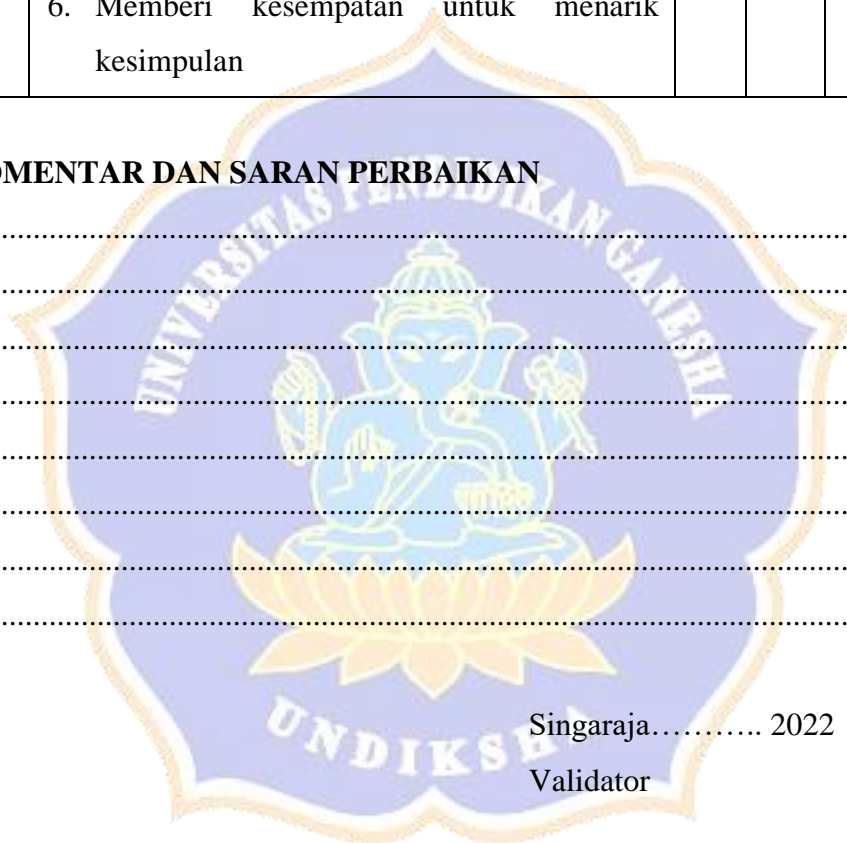 6. Memberi kesempatan untuk menarik
kesimpulan
OMENTAR DAN SARAN PERBAIKAN
UNIVERSITAS PENDIDIKAN GANESHA
UNDIKSHA
Singaraja……….. 2022
Validator